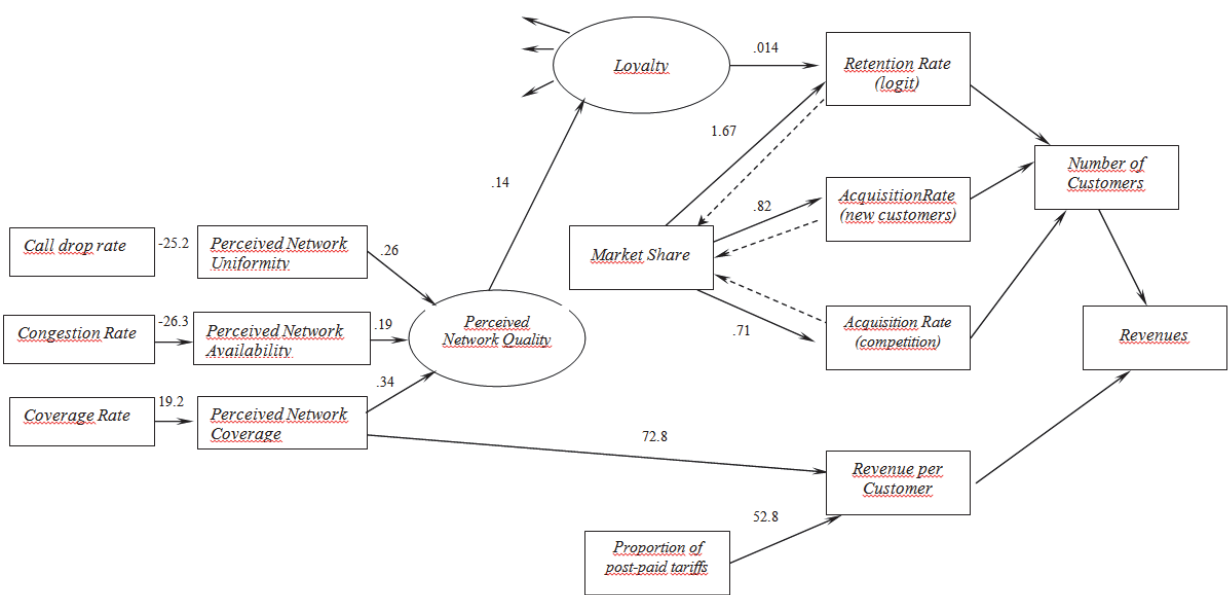 Loyalty
.014
Retention Rate
(logit)
1.67
Number of
Customers
.14
.82
AcquisitionRate
(new customers)
Call drop rate
-25.2
Perceived Network
Uniformity
.26
Market Share
Congestion Rate
-26.3
Perceived Network
Availability
.19
Perceived
Network Quality
.71
Acquisition Rate
(competition)
Revenues
Coverage Rate
19.2
Perceived Network
Coverage
.34
72.8
Revenue per
Customer
52.8
Proportion of
post-paid tariffs